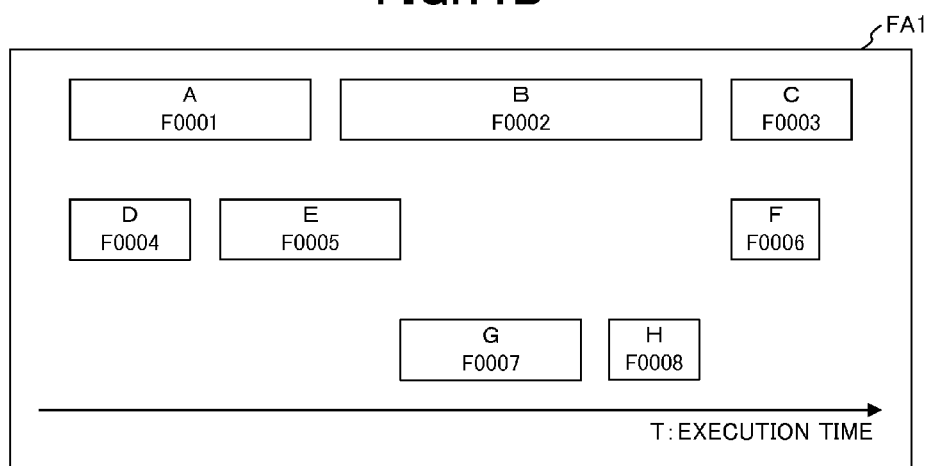 FA1
A
F0001
B
F0002
C
F0003
D
F0004
E
F0005
F
F0006
G
F0007
H
F0008
T:EXECUTION TIME